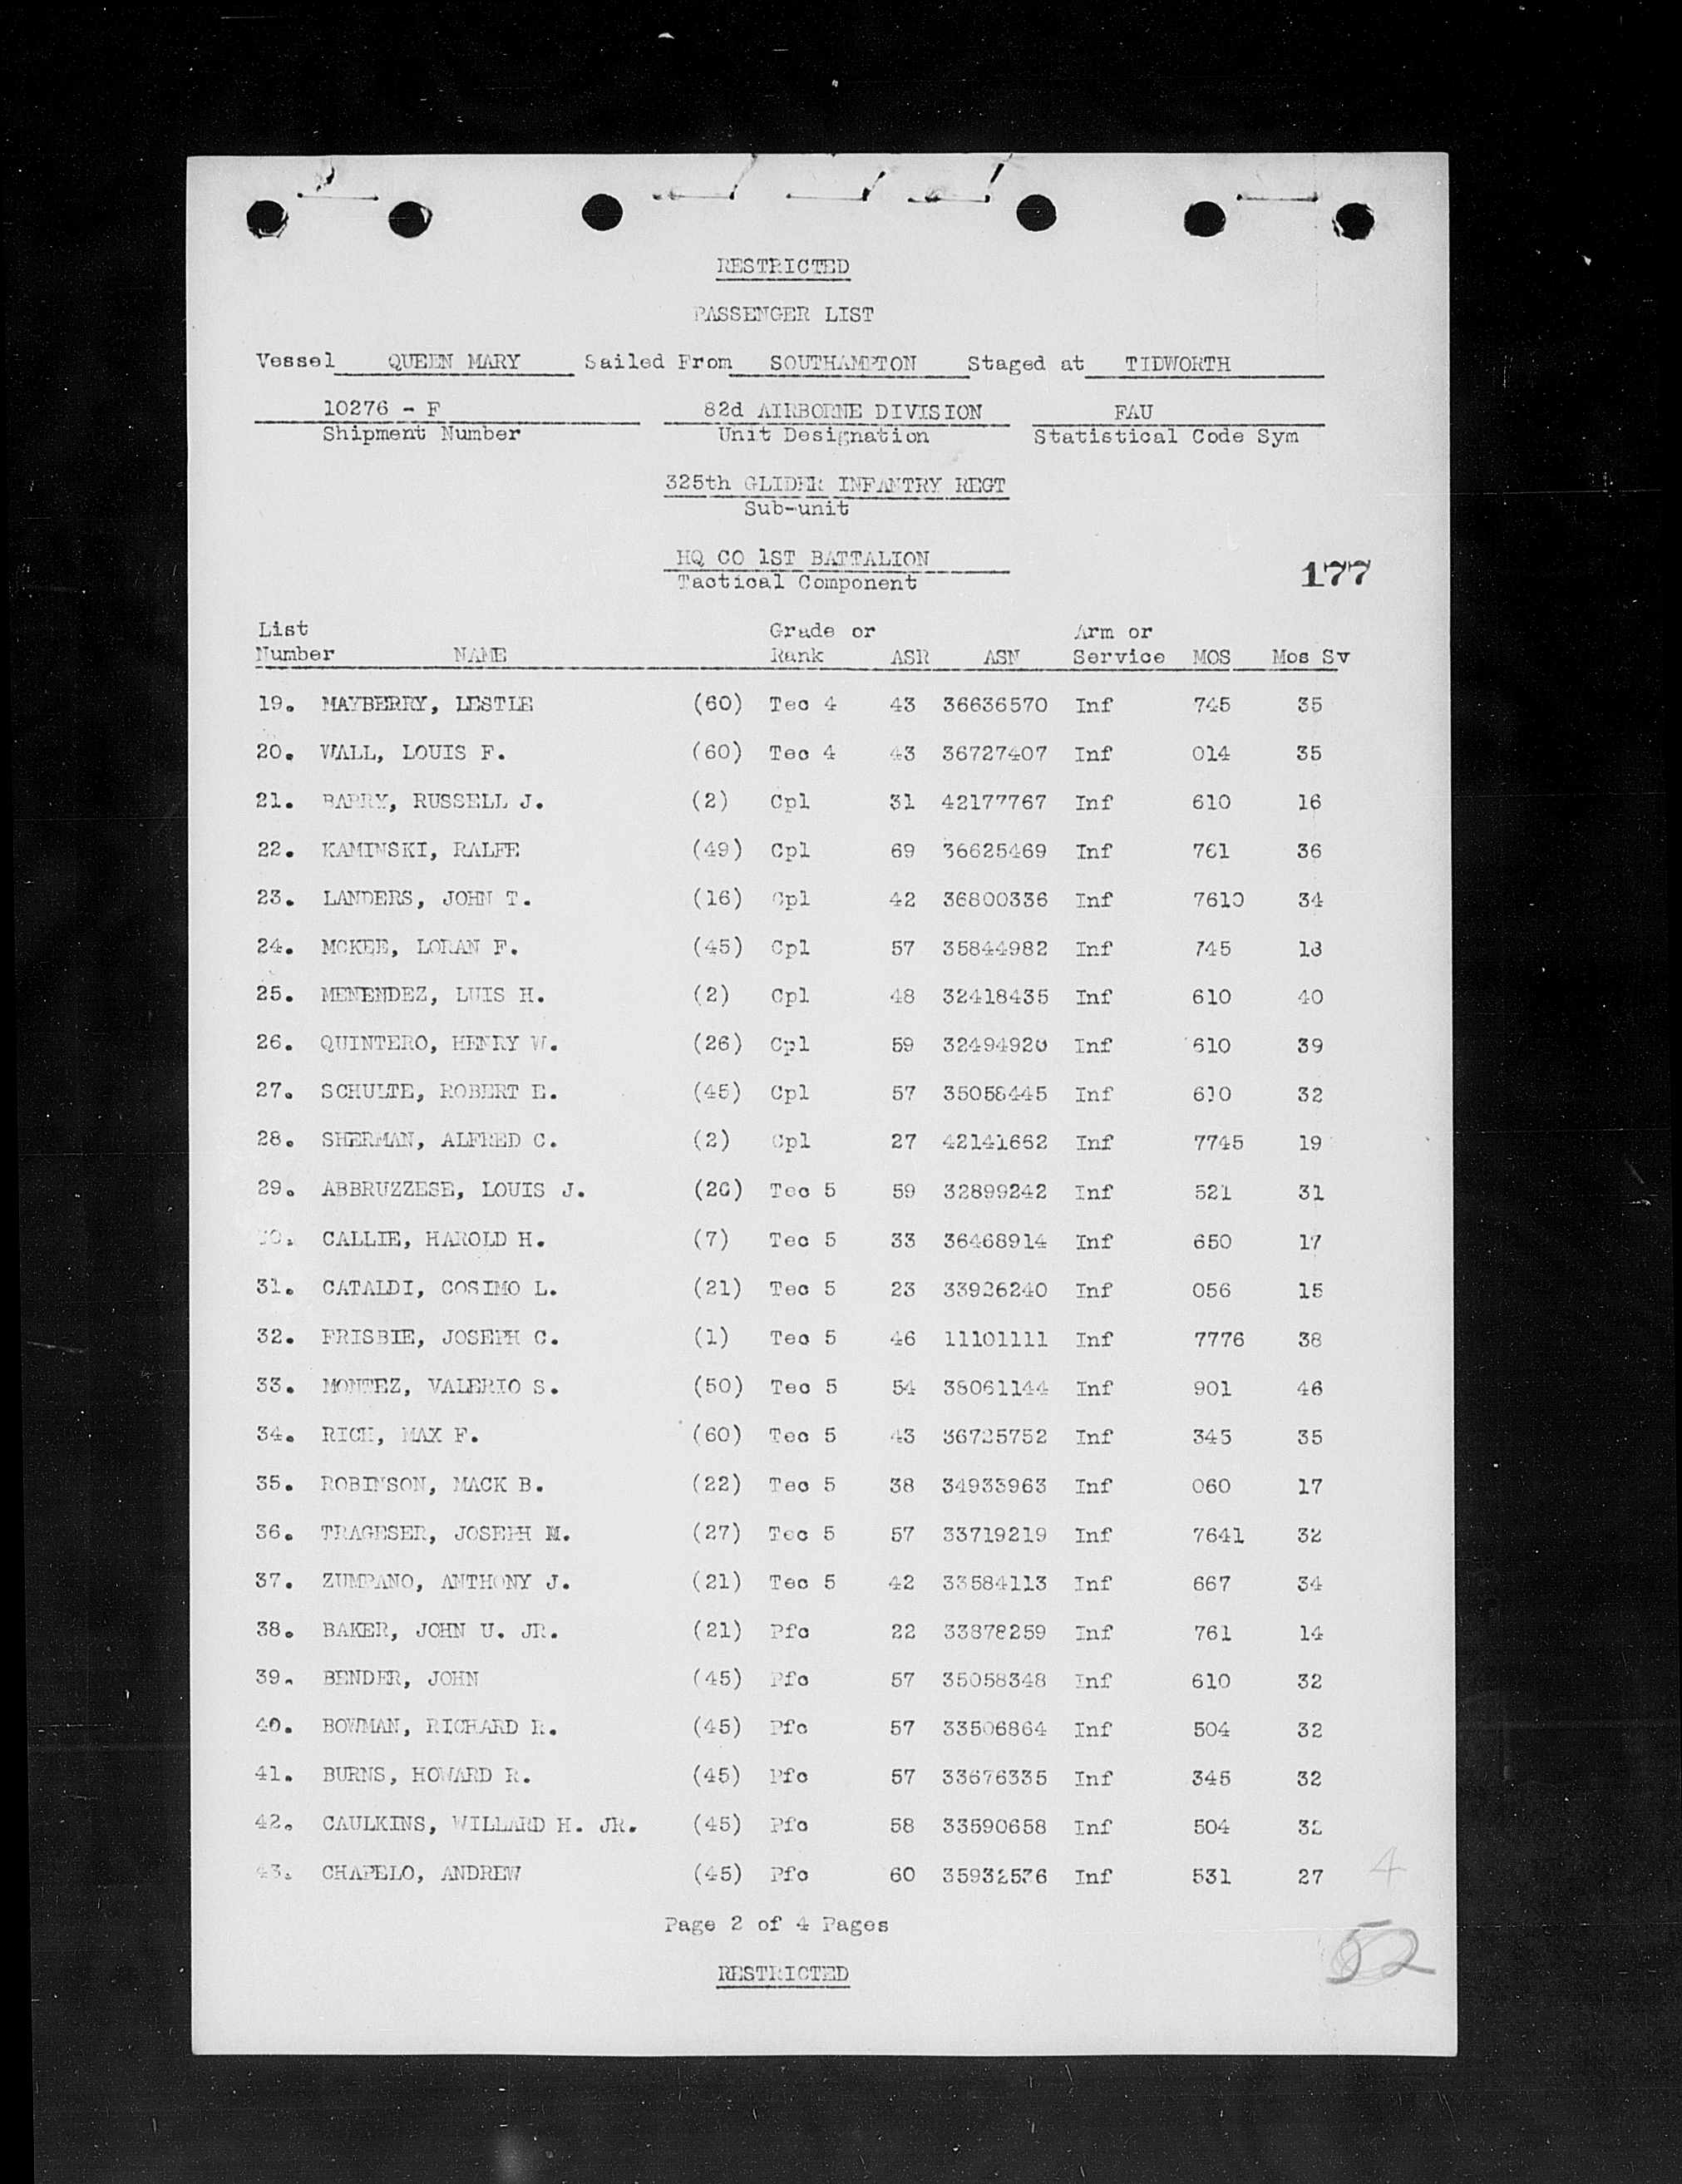 RESTRICTED
PASSENGER LIST
Vessel QUEEN MARY Sailed From SOUTHAMPTON Staged at TIDWORTH
10276 - F 82d AIRBORNE DIVISION FAU
Shipment Number Unit Designation Statistical Code Sym
325th GLIDER INFANTRY REGT
Sub-unit
HQ CO 1ST BATTALION
Tactical Component
177
List Grade or Arm or
Number NAME Rank ASR ASN Service MOS Mos Sv
19. MAYBERRY, LESTLE (60) Tec 4 43 36636570 Inf 745 35
20. WALL, LOUIS F. (60) Tec 4 43 36727407 Inf 014 35
21. BARRY, RUSSELL J. (2) Cpl 31 42177767 Inf 610 16
22. KAMINSKI, RALFE (49) Cpl 69 36625469 Inf 761 36
23. LANDERS, JOHN T. (16) Cpl 42 36800336 Inf 7610 34
24. MCKEE, LORAN F. (45) Cpl 57 35844982 Inf 745
25. MENENDEZ, LUIS H. (2) Cpl 48 32418435 Inf 610 40
26. QUINTERO, HENRY W. (26) Cpl 59 32494920 Inf 610 39
27. SCHULTE, ROBERT E. (45) Cpl 57 35058445 Inf 610 32
28. SHERMAN, ALFRED C. (2) Cpl 27 42141662 Inf 7745 19
29. ABBRUZZESE, LOUIS J. (26) Tec 5 59 32899242 Inf 521 31
30. CALLIE, HAROLD H. (7) Tec 5 33 36468914 Inf 650 17
31. CATALDI, COSIMO L. (21) Tec 5 23 33926240 Inf 056 15
32. FRISBIE, JOSEPH C. (1) Tec 5 46 11101111 Inf 7776 38
33. MONTEZ, VALERIO S. (50) Tec 5 54 38061144 Inf 901 46
34. RICH, MAX F. (60) Tec 5 43 36725752 Inf 345 35
35. ROBINSON, MACK B. (22) Tec 5 38 34933963 Inf 060 17
36. TRAGESER, JOSEPH M. (27) Tec 5 57 33719219 Inf 7641 32
37. ZUMPANO, ANTHONY J. (21) Tec 5 42 33584113 Inf 667 34
38. BAKER, JOHN U. JR. (21) Pfc 22 33878259 Inf 761 14
39. BENDER, JOHN (45) Pfc 57 35058348 Inf 610 32
40. BOWMAN, RICHARD R. (45) Pfc 57 33506864 Inf 504 32
41. BURNS, HOWARD R. (45) Pfc 57 33676335 Inf 345 32
42. CAULKINS, WILLARD H. JR. (45) Pfc 58 33590658 Inf 504 32
43. CHAPELO, ANDREW (45) Pfc 60 35932536 Inf 531 27
4
Page 2 of 4 Pages
52
RESTRICTED